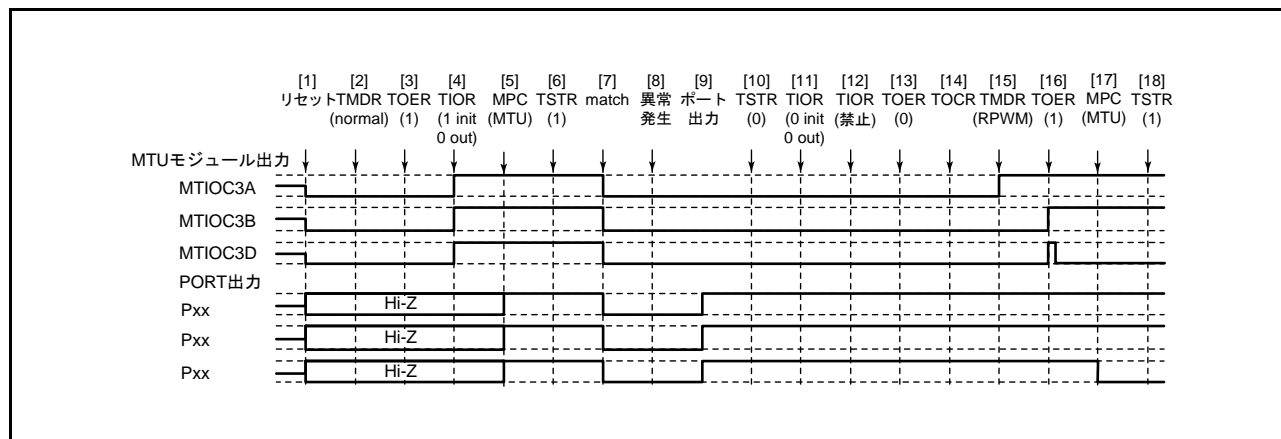 [1] [2] [3] [4] [5] [6] [7] [8] [9] [10] [11] [12] [13] [14] [15] [16] [17] [18]
リセット TMDR TOER TIOR MPC TSTR match 異常 ポート TSTR TIOR TIOR TOER TOCR TMDR TOER MPC TSTR
(normal) (1) (1 init (MTU) (1) 発生 出力 (0) (0 init (禁止) (0) (RPWM) (1) (MTU) (1)
0 out) 0 out)
MTUモジュール出力
MTIOC3A
MTIOC3B
MTIOC3D
PORT出力
Pxx Hi-Z
Pxx Hi-Z
Pxx Hi-Z